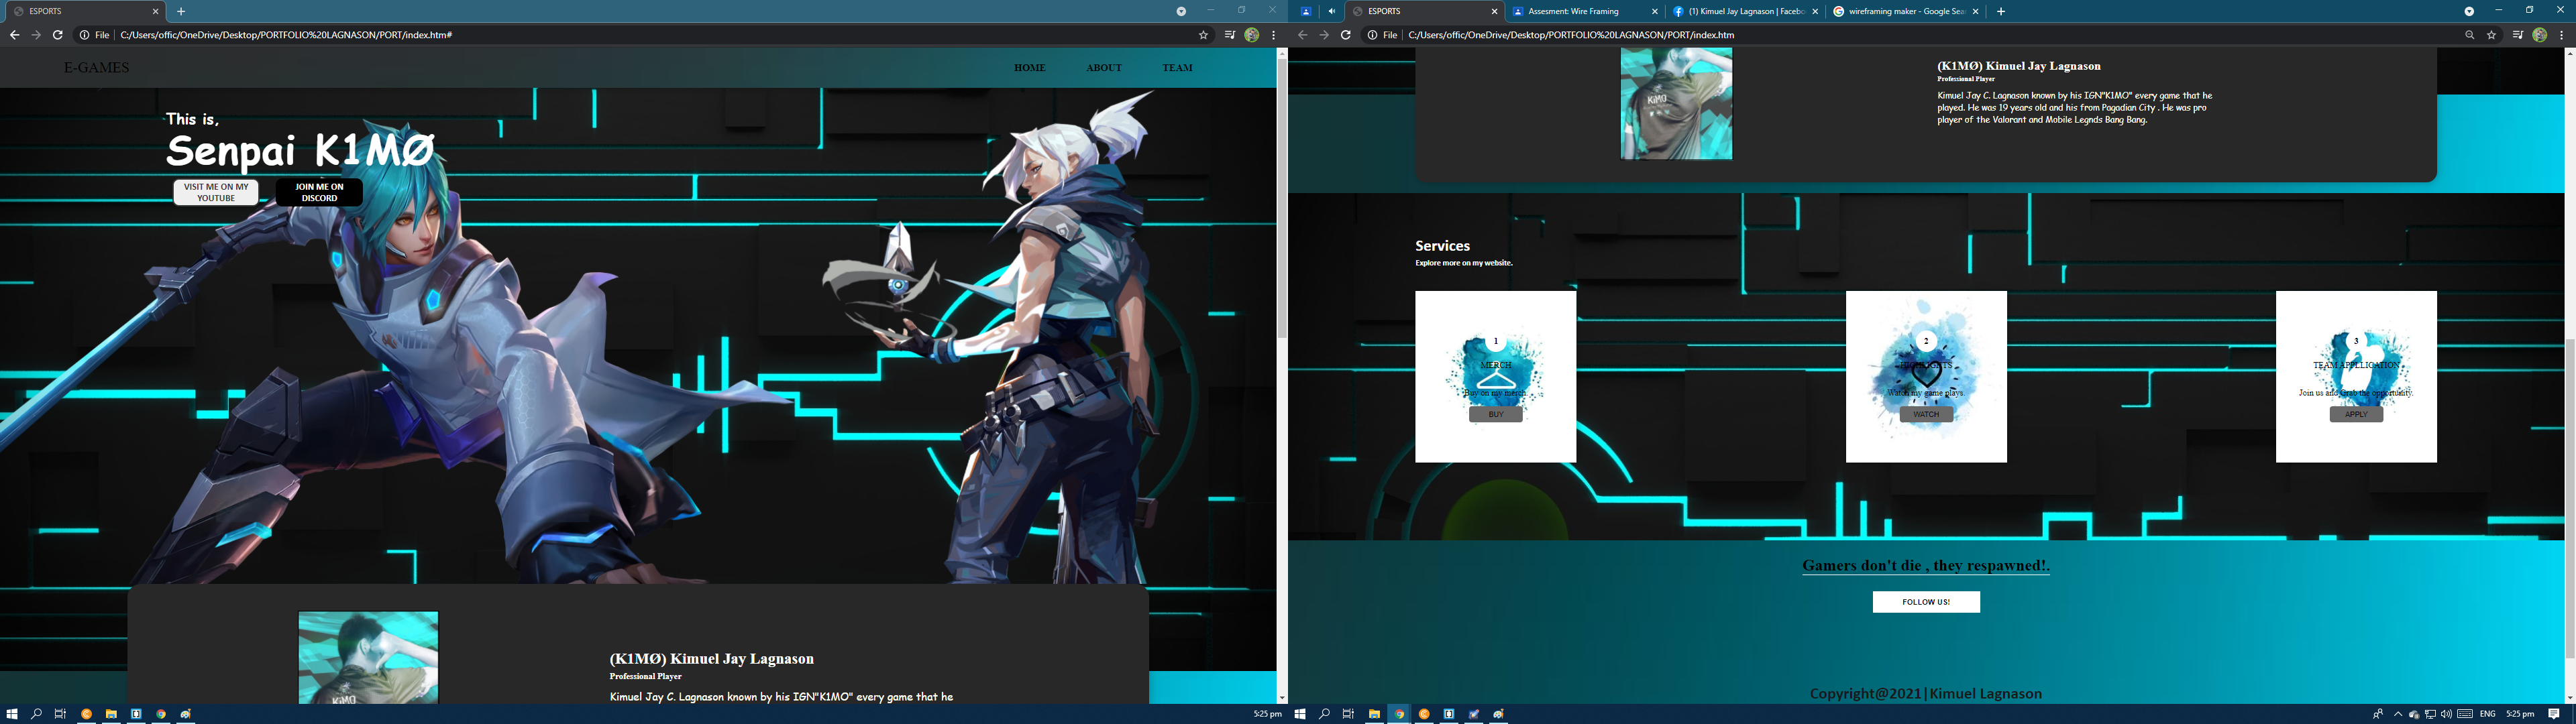 ESPORTS
File
C:/Users/offic/OneDrive/Desktop/PORTFOLIO%20LAGNASON/PORT/index.htm#
E-GAMES
HOME
ABOUT
TEAM
This is,
Senpai K1MØ
VISIT ME ON MY
YOUTUBE
JOIN ME ON
DISCORD
KiMO
(K1MØ) Kimuel Jay Lagnason
Professional Player
Kimuel Jay C. Lagnason known by his IGN"K1MO" every game that he
5:25 pm
ESPORTS
Assesment: Wire Framing
(1) Kimuel Jay Lagnason | Facebo
wireframing maker - Google Sea
File
C:/Users/offic/OneDrive/Desktop/PORTFOLIO%20LAGNASON/PORT/index.htm
KiMO
(K1MØ) Kimuel Jay Lagnason
Professional Player
Kimuel Jay C. Lagnason known by his IGN"K1MO" every game that he
played. He was 19 years old and his from Pagadian City . He was pro
player of the Valorant and Mobile Legnds Bang Bang.
Services
Explore more on my website.
1
MERCH
Buy on my merch.
BUY
2
HIGHLIGHTS
Watch my game plays.
WATCH
3
TEAM APPLLICATION
Join us and Grab the opportunity.
APPLY
Gamers don't die , they respawned!.
FOLLOW US!
Copyright@2021|Kimuel Lagnason
ENG
5:25 pm